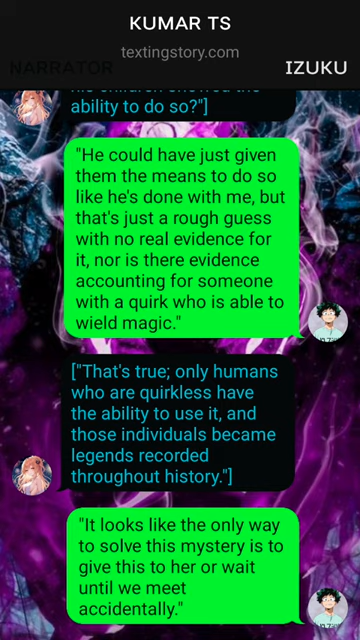 KUMAR TS
textingstory.com
NARRATOR
IZUKU
ability to do so?"]
"He could have just given
them the means to do so
like he's done with me, but
that's just a rough guess
with no real evidence for
it, nor is there evidence
accounting for someone
with a quirk who is able to
wield magic."
["That's true; only humans
who are quirkless have
the ability to use it, and
those individuals became
legends recorded
throughout history."]
"It looks like the only way
to solve this mystery is to
give this to her or wait
until we meet
accidentally."